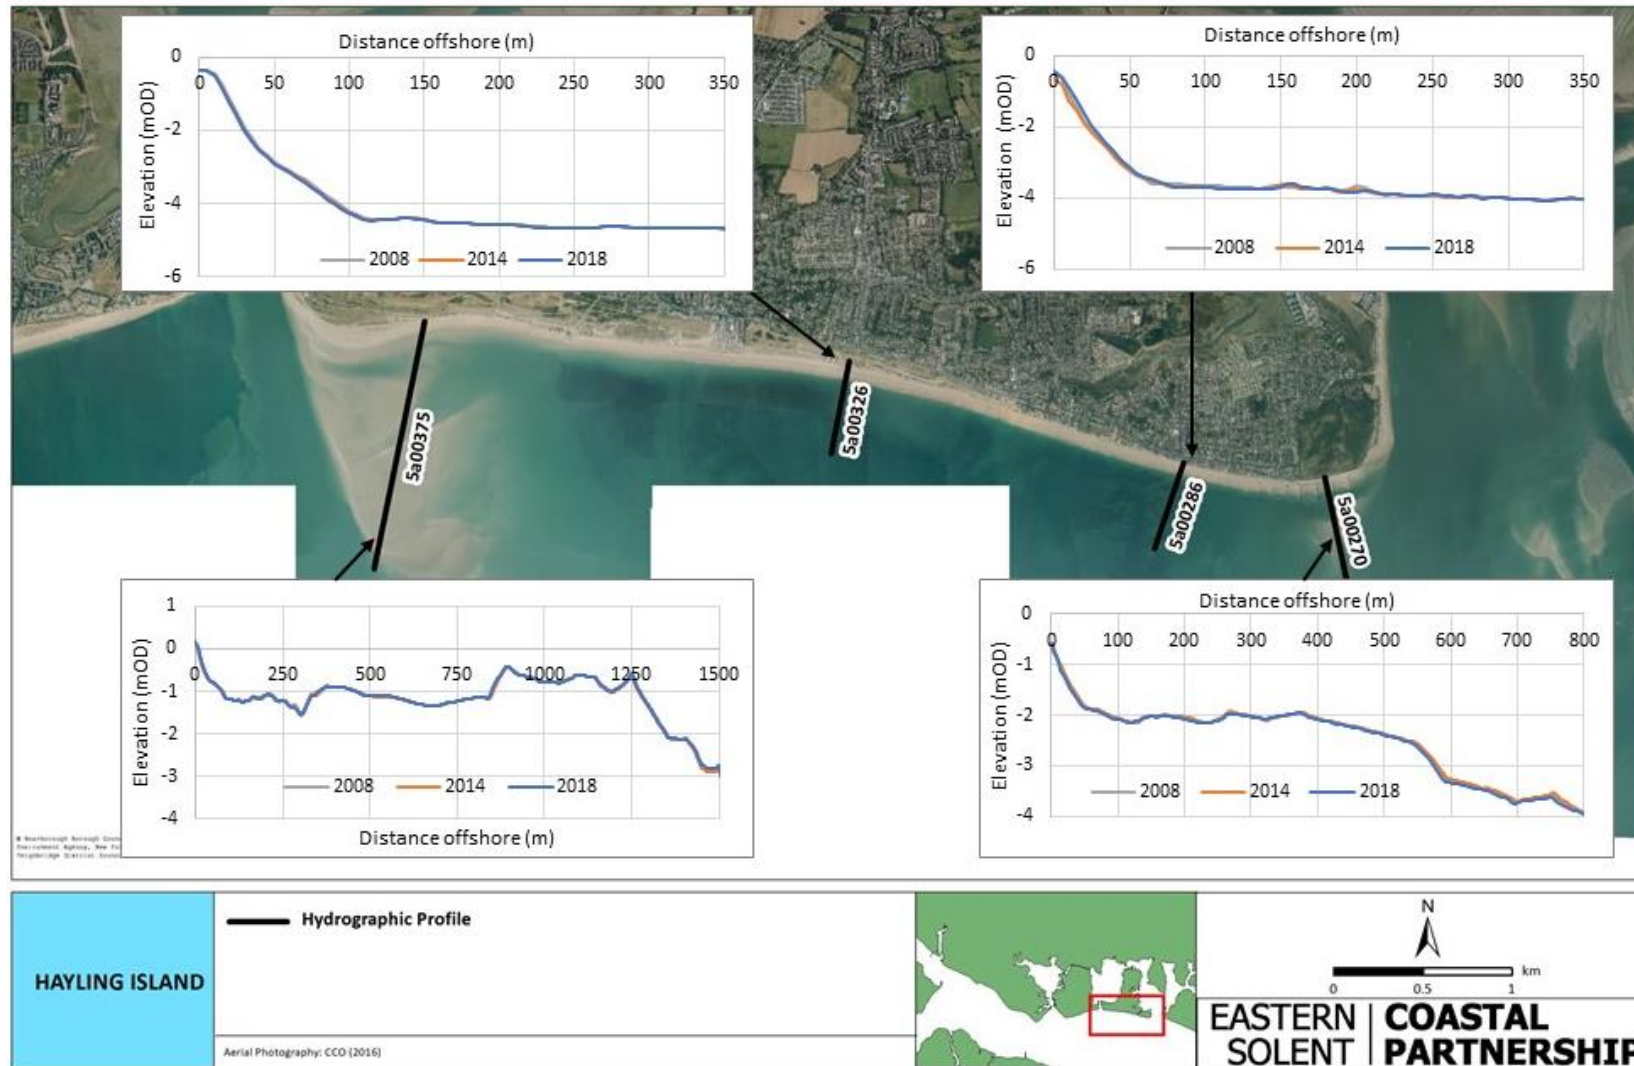 Distance offshore (m)
0
0 50 100 150 200 250 300 350
-2
-4
-6
Elevation (mOD)
2008 2014 2018
Distance offshore (m)
0
0 50 100 150 200 250 300 350
-2
-4
-6
Elevation (mOD)
2008 2014 2018
5a00375
5a00326
5a00286
5a00270
1
0
0 250 500 750 1000 1250 1500
-1
-2
-3
-4
Elevation (mOD)
2008 2014 2018
Distance offshore (m)
Distance offshore (m)
0
0 100 200 300 400 500 600 700 800
-1
-2
-3
-4
Elevation (mOD)
2008 2014 2018
HAYLING ISLAND
Hydrographic Profile
Aerial Photography: CCO (2016)
N
km
0 0.5 1
EASTERN SOLENT
COASTAL PARTNERSHIP